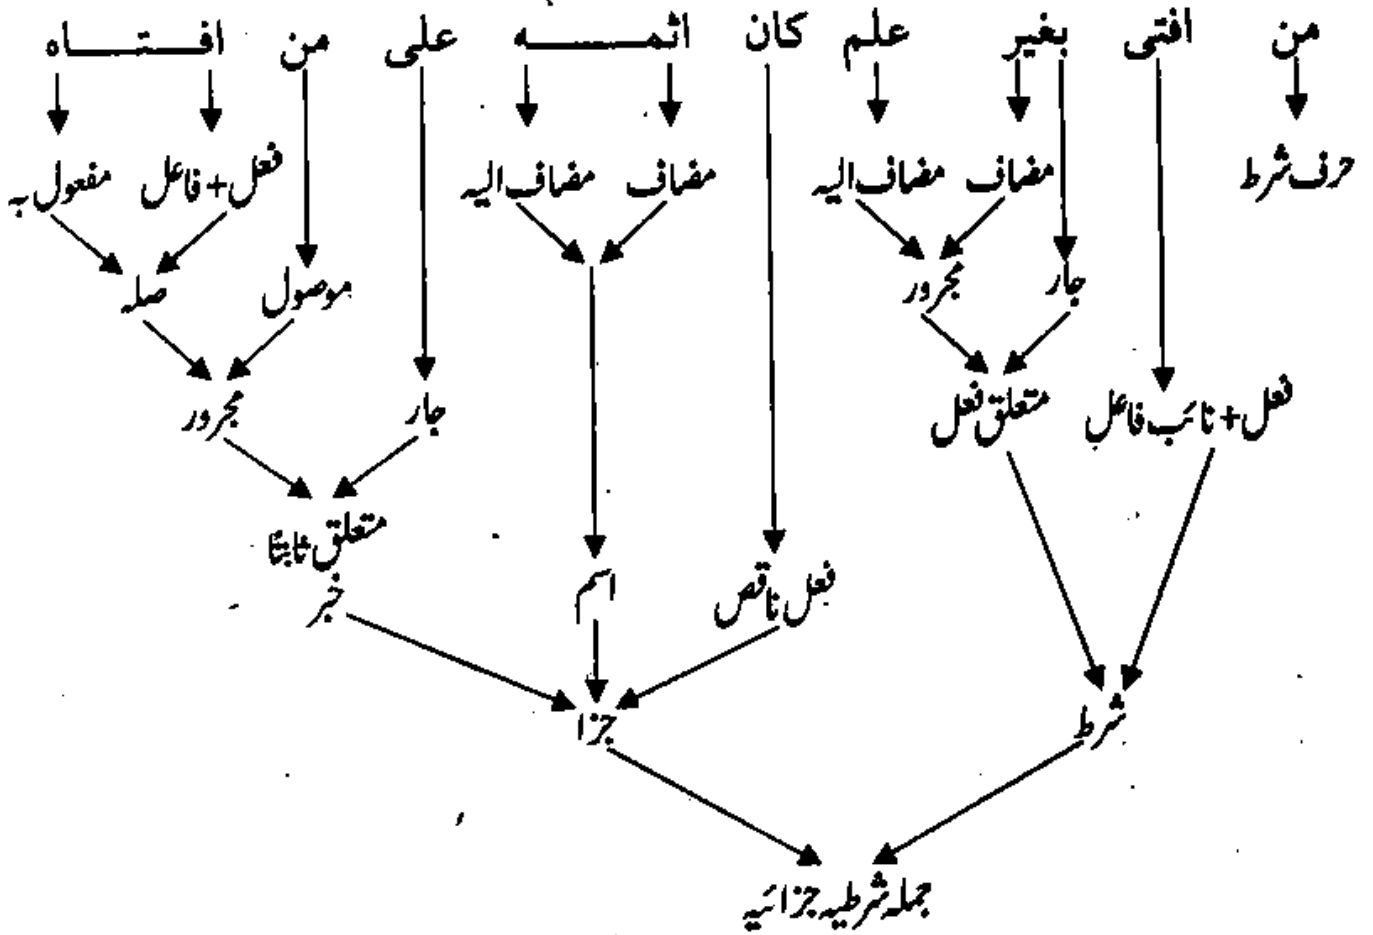 من افتى بغير علم كان اثمه على من افتاه
حرف شرط مضاف مضاف الیہ مضاف مضاف الیہ فعل+فاعل مفعول بہ
جار مجرور موصول صلہ
فعل+نائب فاعل متعلق فعل جار مجرور
متعلق ثابتًا
فعل ناقص اسم خبر
شرط جزا
جملہ شرطیہ جزائیہ